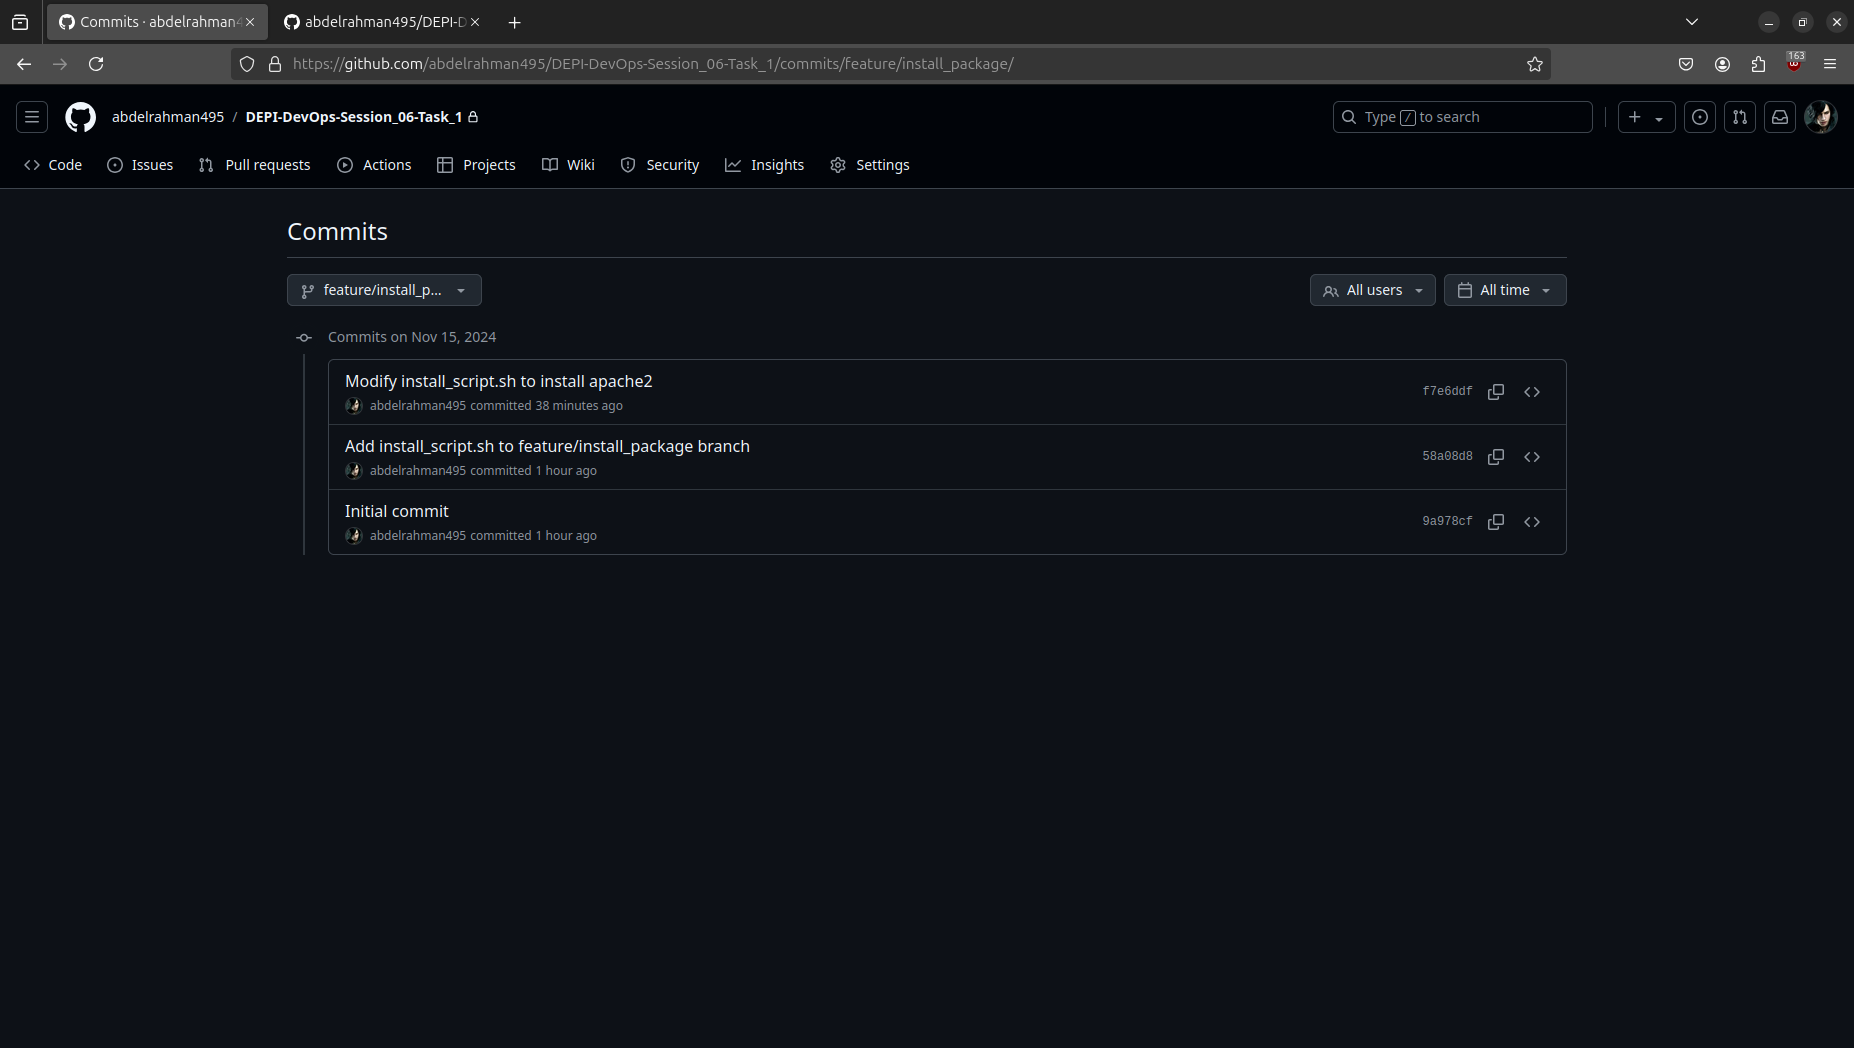 Commits · abdelrahman4
abdelrahman495/DEPI-D
https://github.com/abdelrahman495/DEPI-DevOps-Session_06-Task_1/commits/feature/install_package/
163
abdelrahman495 / DEPI-DevOps-Session_06-Task_1
Type / to search
Code
Issues
Pull requests
Actions
Projects
Wiki
Security
Insights
Settings
Commits
feature/install_p...
All users
All time
Commits on Nov 15, 2024
Modify install_script.sh to install apache2
abdelrahman495 committed 38 minutes ago
f7e6ddf
Add install_script.sh to feature/install_package branch
abdelrahman495 committed 1 hour ago
58a08d8
Initial commit
abdelrahman495 committed 1 hour ago
9a978cf